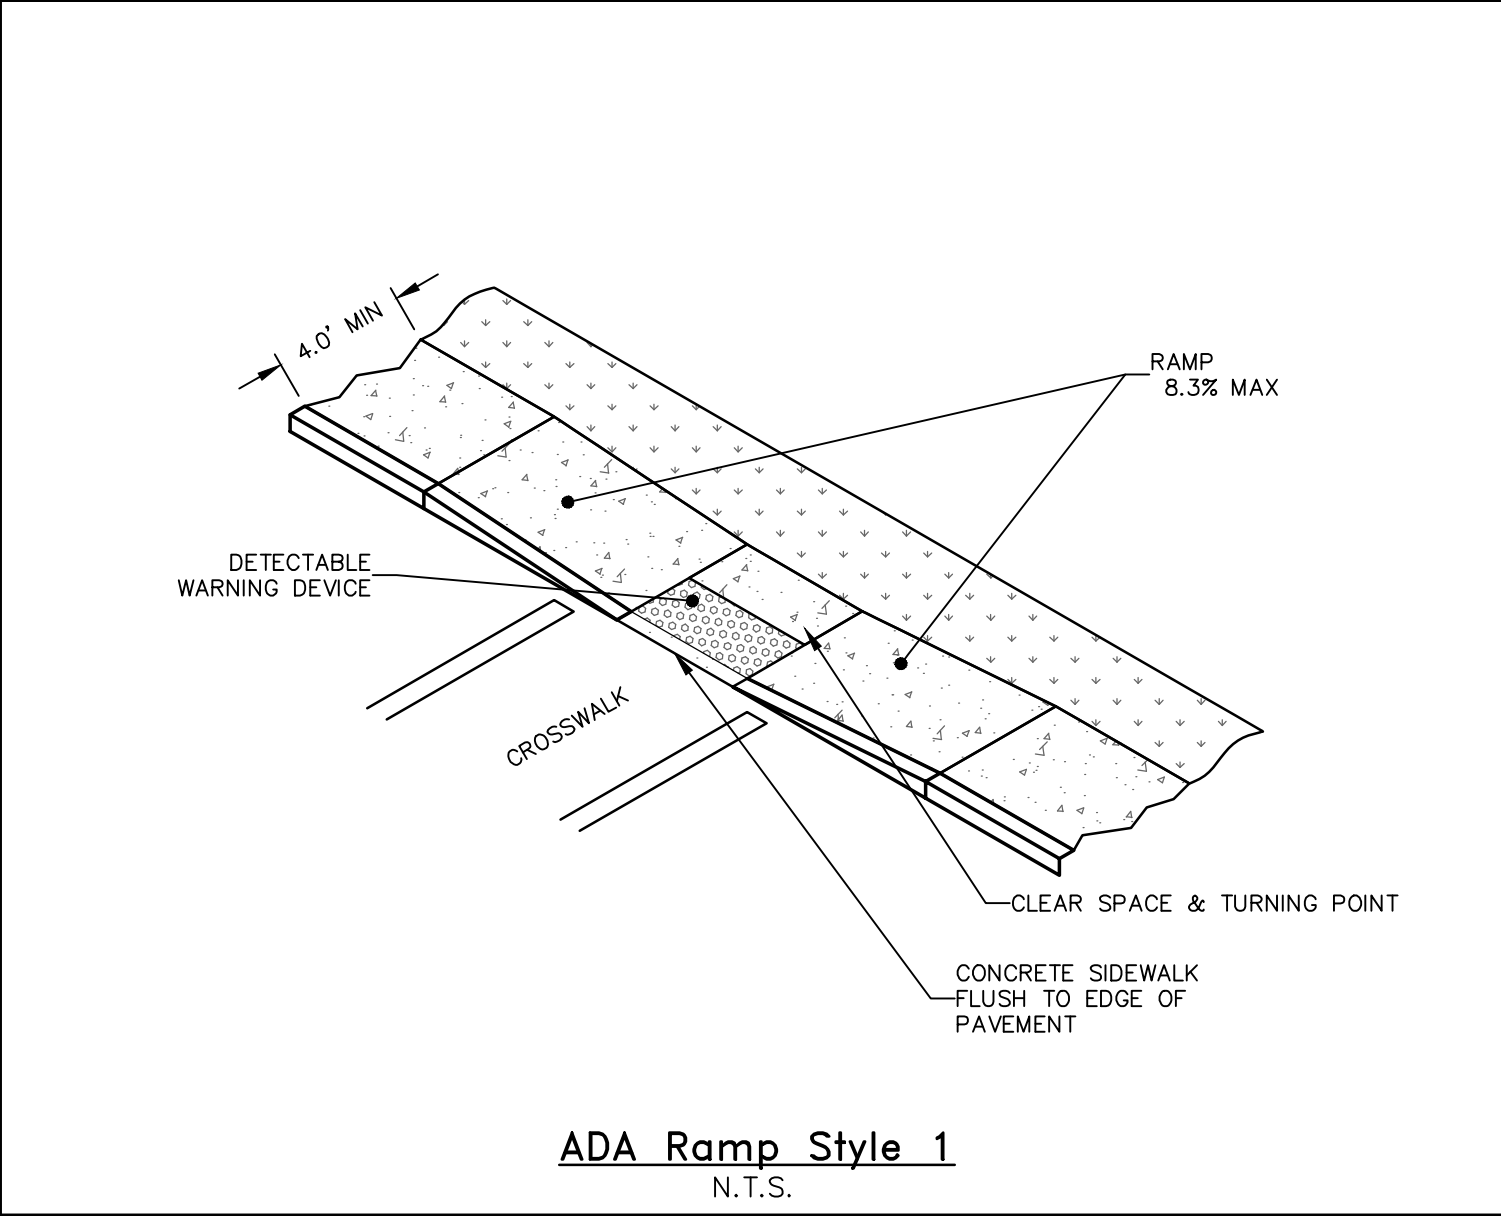 4.0' MIN
RAMP
8.3% MAX
DETECTABLE
WARNING DEVICE
CROSSWALK
CLEAR SPACE & TURNING POINT
CONCRETE SIDEWALK
FLUSH TO EDGE OF
PAVEMENT
ADA Ramp Style 1
N.T.S.